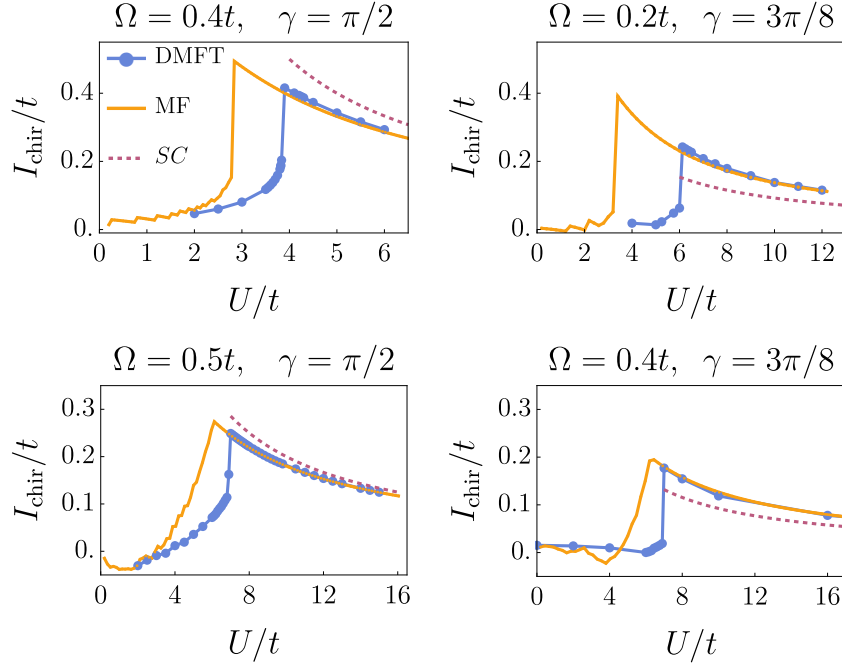 Ω = 0.4t, γ = π/2
I_chir/t
0.4
0.2
0.
DMFT
MF
SC
0 1 2 3 4 5 6
U/t
Ω = 0.2t, γ = 3π/8
I_chir/t
0.4
0.2
0.
0 2 4 6 8 10 12
U/t
Ω = 0.5t, γ = π/2
I_chir/t
0.3
0.2
0.1
0.
0 4 8 12 16
U/t
Ω = 0.4t, γ = 3π/8
I_chir/t
0.3
0.2
0.1
0.
0 4 8 12 16
U/t